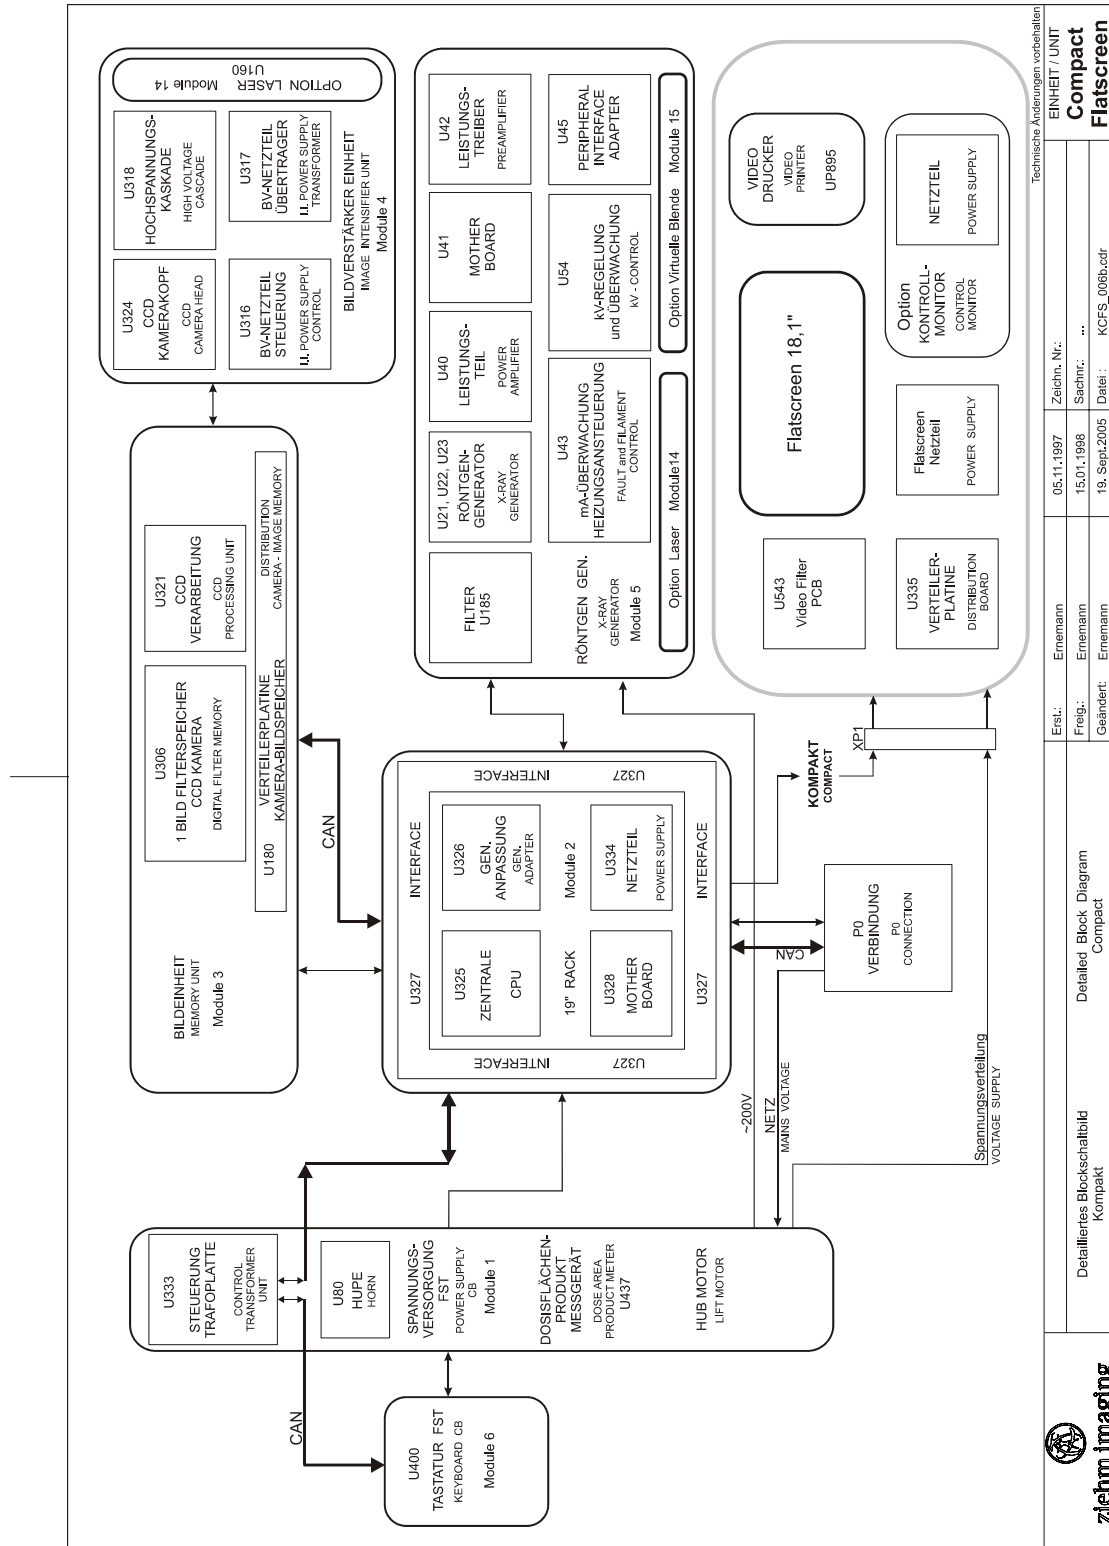 U333
STEUERUNG
TRAFOPLATTE
CONTROL
TRANSFORMER
UNIT
U80
HUPE
HORN
SPANNUNGS-
VERSORGUNG
FST
POWER SUPPLY
CB
Module 1
DOSISFLÄCHEN-
PRODUKT
MESSGERÄT
DOSE AREA
PRODUCT METER
U437
HUB MOTOR
LIFT MOTOR
CAN
U400
TASTATUR FST
KEYBOARD CB
Module 6
BILDEINHEIT
MEMORY UNIT
Module 3
U306
1 BILD FILTERSPEICHER
CCD KAMERA
DIGITAL FILTER MEMORY
U321
CCD
VERARBEITUNG
CCD
PROCESSING UNIT
U180
VERTEILERPLATINE
KAMERA-BILDSPEICHER
DISTRIBUTION
CAMERA - IMAGE MEMORY
CAN
U324
CCD
KAMERAKOPF
CCD
CAMERA HEAD
U318
HOCHSPANNUNGS-
KASKADE
HIGH VOLTAGE
CASCADE
OPTION LASER Module 14
U160
U316
BV-NETZTEIL
STEUERUNG
I.I. POWER SUPPLY
CONTROL
U317
BV-NETZTEIL
ÜBERTRAGER
I.I. POWER SUPPLY
TRANSFORMER
BILDVERSTÄRKER EINHEIT
IMAGE INTENSIFIER UNIT
Module 4
U327
INTERFACE
INTERFACE
U327
INTERFACE
U327
U327
INTERFACE
U325
ZENTRALE
CPU
U326
GEN.
ANPASSUNG
GEN.
ADAPTER
19" RACK
Module 2
U328
MOTHER
BOARD
U334
NETZTEIL
POWER SUPPLY
FILTER
U185
U21, U22, U23
RÖNTGEN-
GENERATOR
X-RAY
GENERATOR
U40
LEISTUNGS-
TEIL
POWER
AMPLIFIER
U41
MOTHER
BOARD
U42
LEISTUNGS-
TREIBER
PREAMPLIFIER
RÖNTGEN GEN.
X-RAY
GENERATOR
Module 5
U43
mA-ÜBERWACHUNG
HEIZUNGSANSTEUERUNG
FAULT and FILAMENT
CONTROL
U54
kV-REGELUNG
und ÜBERWACHUNG
kV - CONTROL
U45
PERIPHERAL
INTERFACE
ADAPTER
Option Laser Module14
Option Virtuelle Blende Module 15
~200V
NETZ
MAINS VOLTAGE
CAN
P0
VERBINDUNG
P0
CONNECTION
KOMPAKT
COMPACT
XP1
Spannungsverteilung
VOLTAGE SUPPLY
U543
Video Filter
PCB
Flatscreen 18,1"
VIDEO
DRUCKER
VIDEO
PRINTER
UP895
U335
VERTEILER-
PLATINE
DISTRIBUTION
BOARD
Flatscreen
Netzteil
POWER SUPPLY
Option
KONTROLL-
MONITOR
CONTROL
MONITOR
NETZTEIL
POWER SUPPLY
Technische Änderungen vorbehalten
ziehm imaging
Detailliertes Blockschaltbild
Kompakt
Detailed Block Diagram
Compact
Erst.: Ernemann 05.11.1997 Zeichn. Nr.:
Freig.: Ernemann 15.01.1998 Sachnr.: ...
Geändert: Ernemann 19. Sept.2005 Datei : KCFS_006b.cdr
EINHEIT / UNIT
Compact
Flatscreen